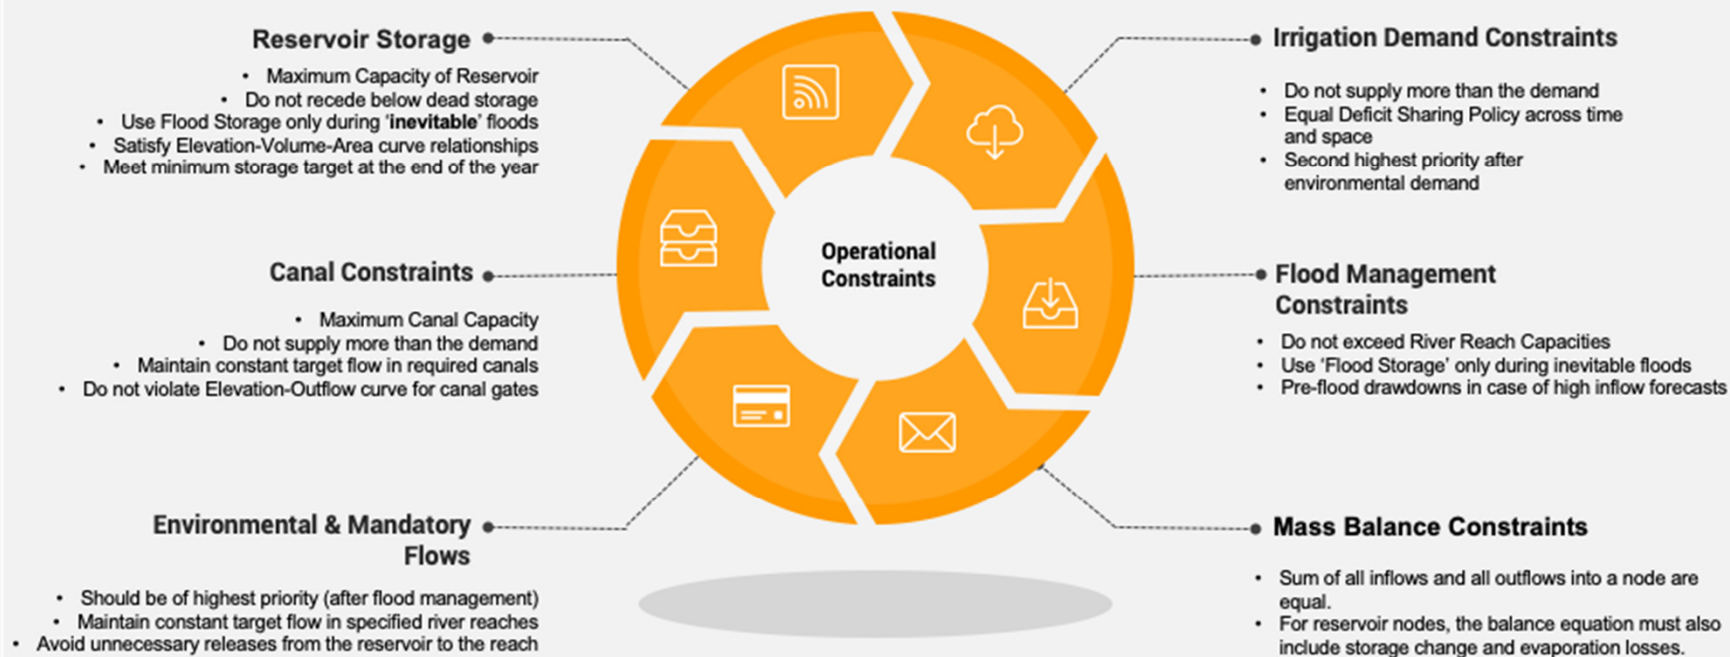 Reservoir Storage
• Maximum Capacity of Reservoir
• Do not recede below dead storage
• Use Flood Storage only during ‘inevitable’ floods
• Satisfy Elevation-Volume-Area curve relationships
• Meet minimum storage target at the end of the year
Canal Constraints
• Maximum Canal Capacity
• Do not supply more than the demand
• Maintain constant target flow in required canals
• Do not violate Elevation-Outflow curve for canal gates
Environmental & Mandatory
Flows
• Should be of highest priority (after flood management)
• Maintain constant target flow in specified river reaches
• Avoid unnecessary releases from the reservoir to the reach
Operational
Constraints
Irrigation Demand Constraints
• Do not supply more than the demand
• Equal Deficit Sharing Policy across time
and space
• Second highest priority after
environmental demand
Flood Management
Constraints
• Do not exceed River Reach Capacities
• Use ‘Flood Storage’ only during inevitable floods
• Pre-flood drawdowns in case of high inflow forecasts
Mass Balance Constraints
• Sum of all inflows and all outflows into a node are
equal.
• For reservoir nodes, the balance equation must also
include storage change and evaporation losses.